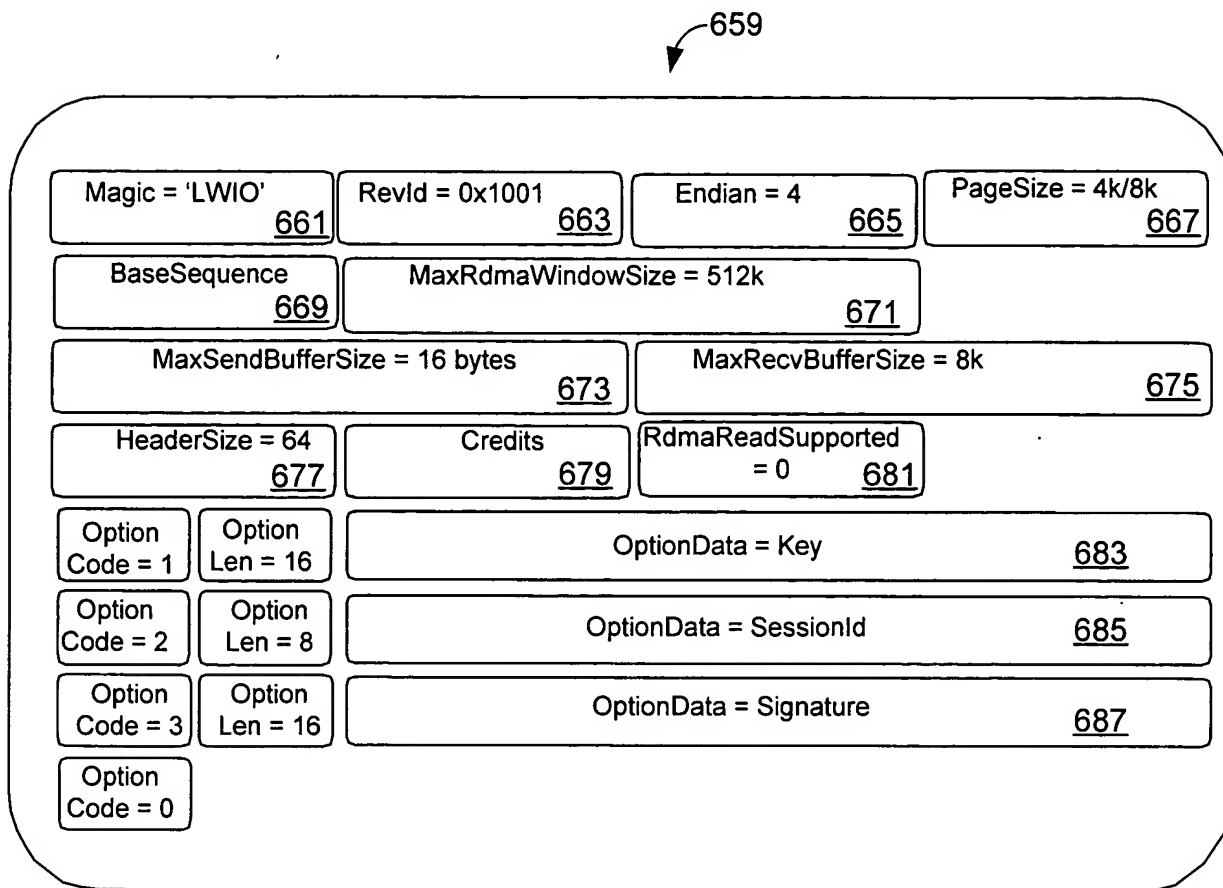 659
Magic = 'LWIO'
661
RevId = 0x1001
663
Endian = 4
665
PageSize = 4k/8k
667
BaseSequence
669
MaxRdmaWindowSize = 512k
671
MaxSendBufferSize = 16 bytes
673
MaxRecvBufferSize = 8k
675
HeaderSize = 64
677
Credits
679
RdmaReadSupported
= 0 681
Option
Code = 1
Option
Len = 16
OptionData = Key
683
Option
Code = 2
Option
Len = 8
OptionData = SessionId
685
Option
Code = 3
Option
Len = 16
OptionData = Signature
687
Option
Code = 0